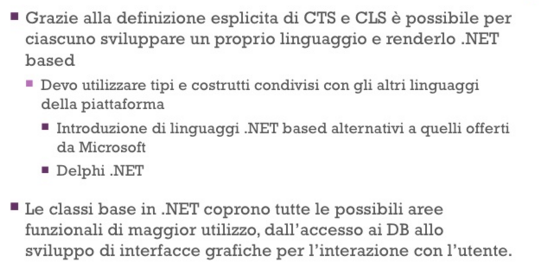 Grazie alla definizione esplicita di CTS e CLS è possibile per
ciascuno sviluppare un proprio linguaggio e renderlo .NET
based
Devo utilizzare tipi e costrutti condivisi con gli altri linguaggi
della piattaforma
Introduzione di linguaggi .NET based alternativi a quelli offerti
da Microsoft
Delphi .NET
Le classi base in .NET coprono tutte le possibili aree
funzionali di maggior utilizzo, dall'accesso ai DB allo
sviluppo di interfacce grafiche per l'interazione con l'utente.